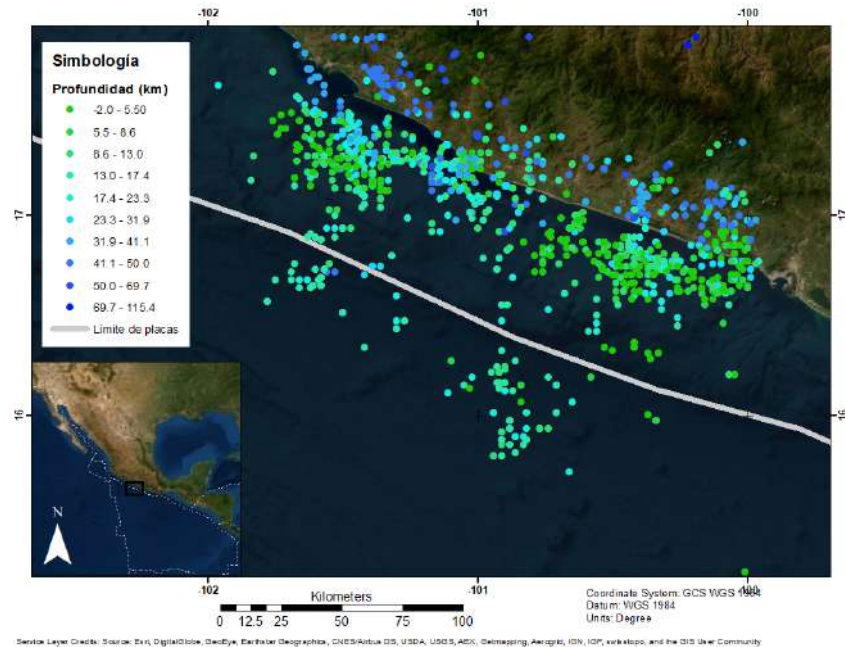 -102 -101 -100
Simbología
Profundidad (km)
-2.0 - 5.50
5.5 - 8.6
8.6 - 13.0
13.0 - 17.4
17.4 - 23.3
23.3 - 31.9
31.9 - 41.1
41.1 - 50.0
50.0 - 69.7
69.7 - 115.4
Limite de placas
17 17
16 16
N
-102 -101 -100
Kilometers
0 12.5 25 50 75 100
Coordinate System: GCS WGS 1984
Datum: WGS 1984
Units: Degree
Service Layer Credits: Source: Esri, DigitalGlobe, GeoEye, Earthstar Geographics, CNES/Airbus DS, USDA, USGS, AEX, Getmapping, Aerogrid, IGN, IGP, swisstopo, and the GIS User Community